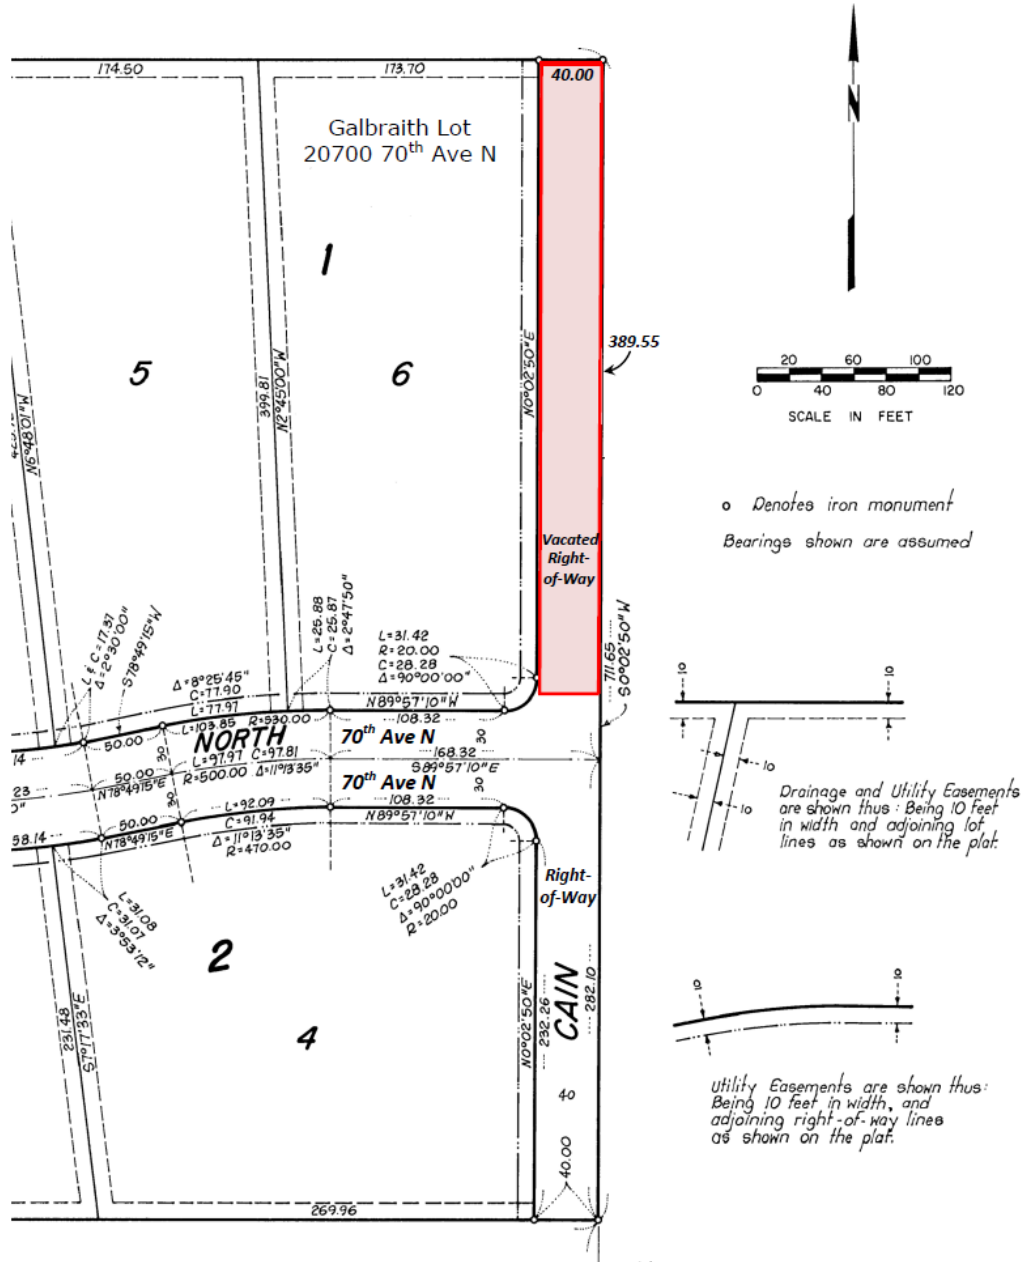 174.50
173.70
40.00
Galbraith Lot
20700 70th Ave N
N
1
5
6
399.81
N2°45'00"W
N6°48'01"W
N0°02'50"E
389.55
20 60 100
0 40 80 120
SCALE IN FEET
o Denotes iron monument
Bearings shown are assumed
Vacated
Right-
of-Way
L & C=17.37
Δ=2°30'00"
S78°49'15"W
L=25.88
C=25.87
Δ=2°47'50"
L=31.42
R=20.00
C=28.28
Δ=90°00'00"
711.65
S0°02'50"W
Δ=8°25'45"
C=77.90
L=77.97
L=103.85 R=530.00
N89°57'10"W
108.32
50.00
30
NORTH
70th Ave N
30
14
L=97.97 C=97.81
R=500.00 Δ=11°13'35"
168.32
S89°57'10"E
23
50.00
N78°49'15"E
30
70th Ave N
30
108.32
N89°57'10"W
58.14
50.00
N78°49'15"E
L=92.09
C=91.94
Δ=11°13'35"
R=470.00
L=31.42
C=28.28
Δ=90°00'00"
R=20.00
L=31.08
C=31.07
Δ=3°53'12"
Right-
of-Way
CAIN
2
4
231.48
S7°17'33"E
N0°02'50"E
232.26
282.10
40
40.00
269.96
10
10
10
10
Drainage and Utility Easements
are shown thus: Being 10 feet
in width and adjoining lot
lines as shown on the plat.
10
10
Utility Easements are shown thus:
Being 10 feet in width, and
adjoining right-of-way lines
as shown on the plat.